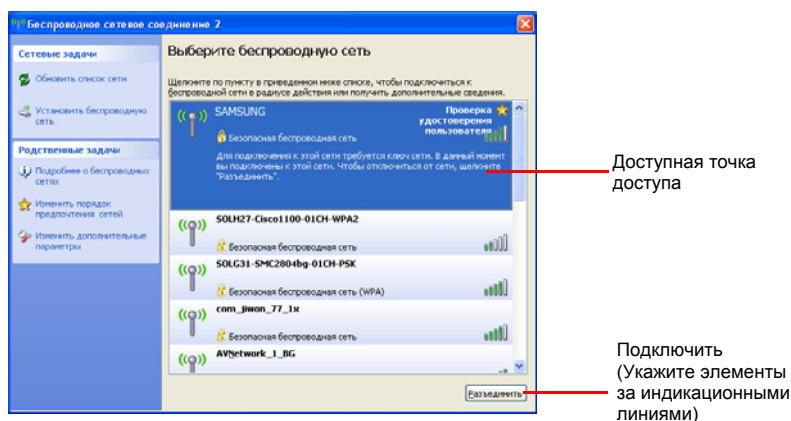 Беспроводное сетевое соединение 2
Сетевые задачи
Обновить список сети
Установить беспроводную
сеть
Родственные задачи
Подробнее о беспроводных
сетях
Изменить порядок
предпочтения сетей
Изменить дополнительные
параметры
Выберите беспроводную сеть
Щелкните по пункту в приведенном ниже списке, чтобы подключиться к
беспроводной сети в радиусе действия или получить дополнительные сведения.
SAMSUNG
Проверка
удостоверения
пользователя
Безопасная беспроводная сеть
Для подключения к этой сети требуется ключ сети. В данный момент
вы подключены к этой сети. Чтобы отключиться от сети, щелкните
"Разъединить".
SOLH27-Cisco1100-01CH-WPA2
Безопасная беспроводная сеть
SOLG31-SMC2804bg-01CH-PSK
Безопасная беспроводная сеть (WPA)
com_jiwon_77_1x
Безопасная беспроводная сеть
AVNetwork_1_BG
Разъединить
Доступная точка
доступа
Подключить
(Укажите элементы
за индикационными
линиями)